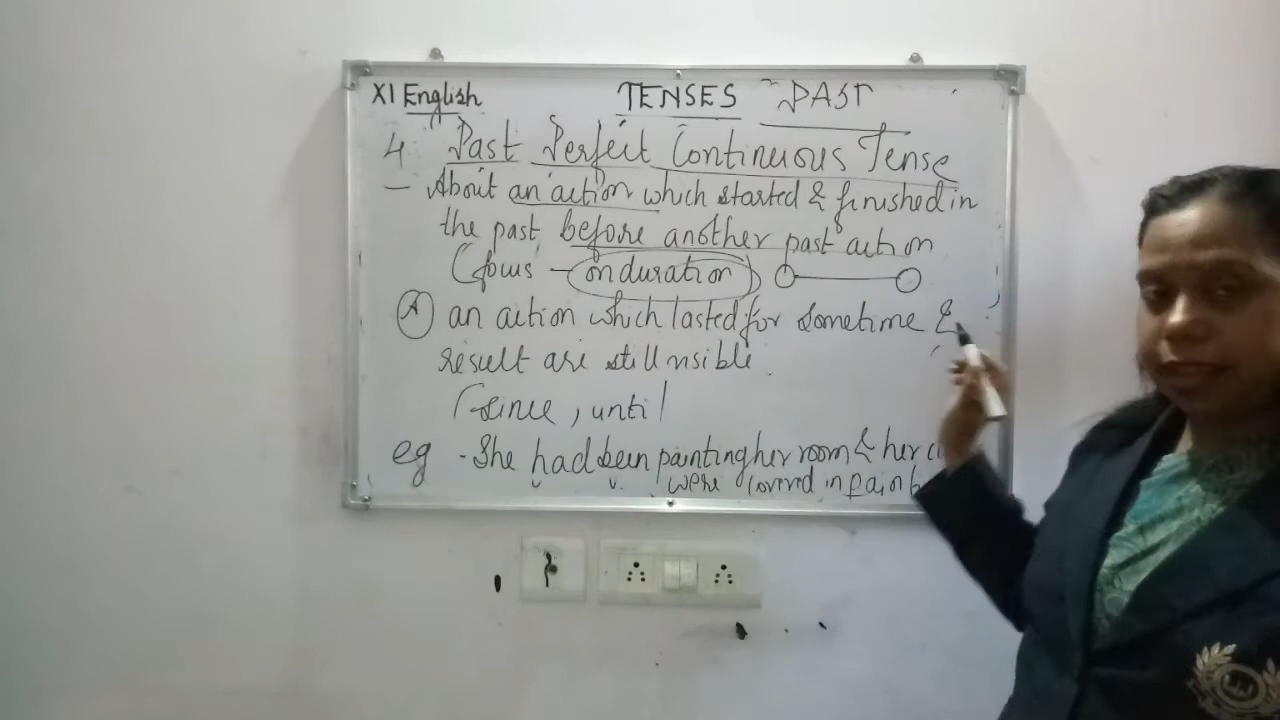 XI English TENSES PAST
4 Past Perfect Continuous Tense
- About an action which started & finished in
the past before another past action
(focus - on duration)
(A) an action which lasted for sometime &
result are still visible.
(since, until)
eg - She had been painting her room & her
were covered in paint